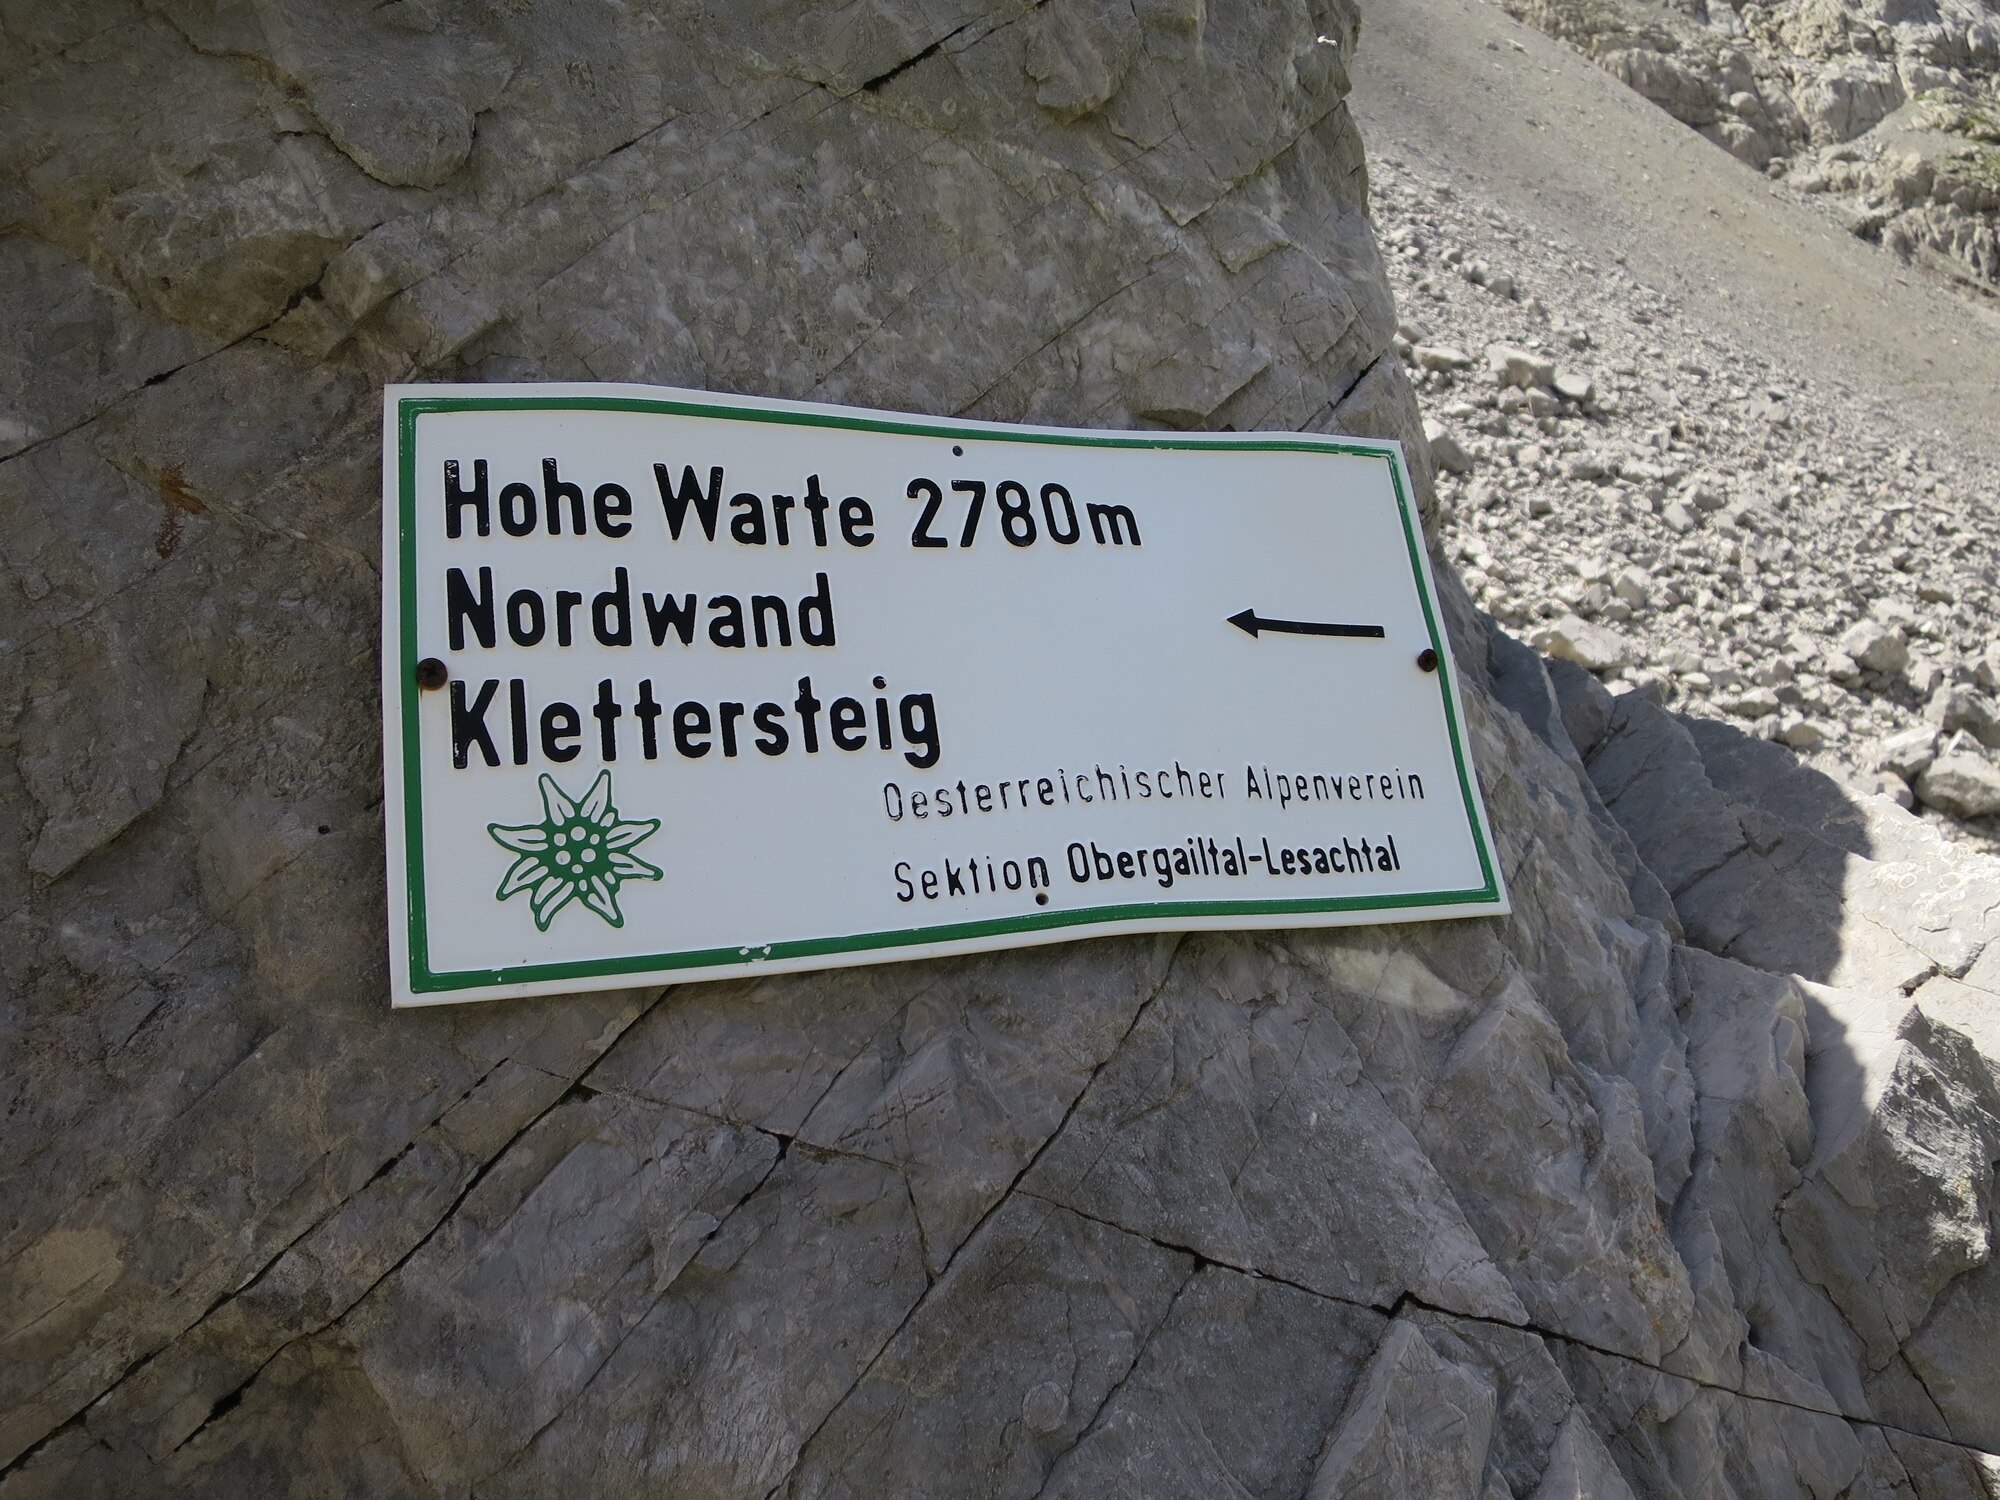 Hohe Warte 2780m
Nordwand
Klettersteig
Oesterreichischer Alpenverein
Sektion Obergailtal-Lesachtal